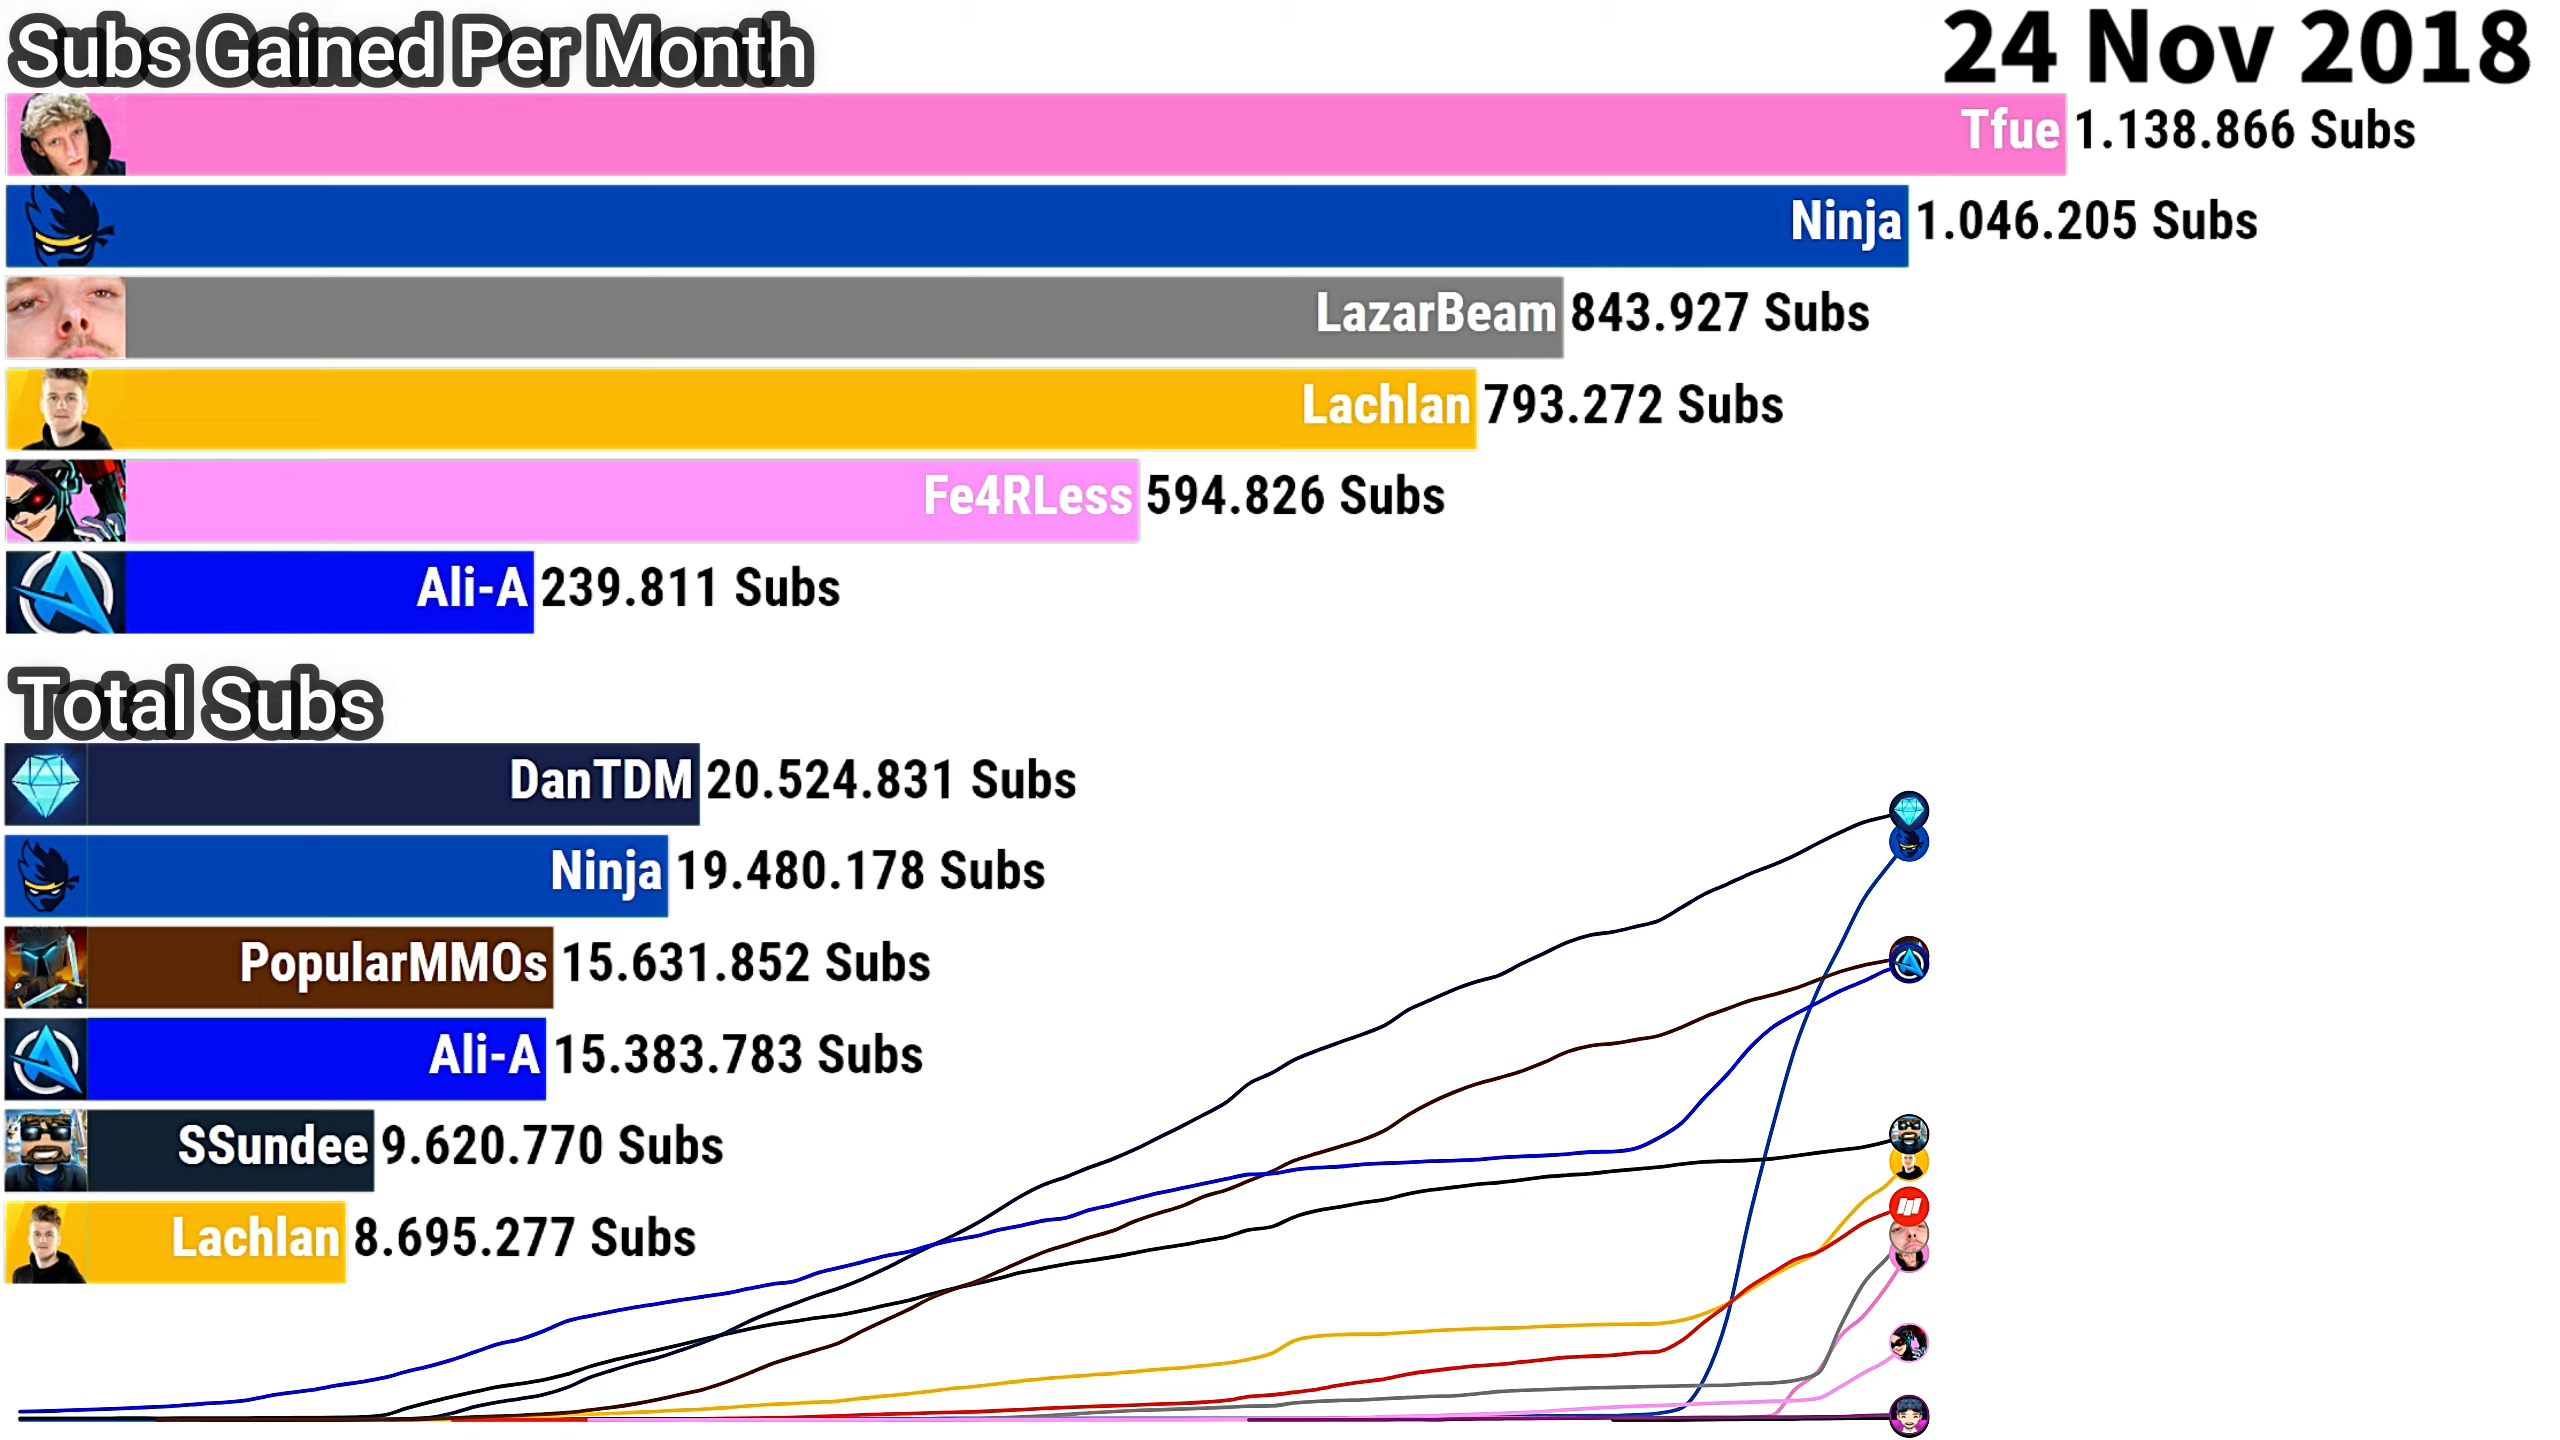 Subs Gained Per Month
24 Nov 2018
Tfue 1.138.866 Subs
Ninja 1.046.205 Subs
LazarBeam 843.927 Subs
Lachlan 793.272 Subs
Fe4RLess 594.826 Subs
Ali-A 239.811 Subs
Total Subs
DanTDM 20.524.831 Subs
Ninja 19.480.178 Subs
PopularMMOs 15.631.852 Subs
Ali-A 15.383.783 Subs
SSundee 9.620.770 Subs
Lachlan 8.695.277 Subs